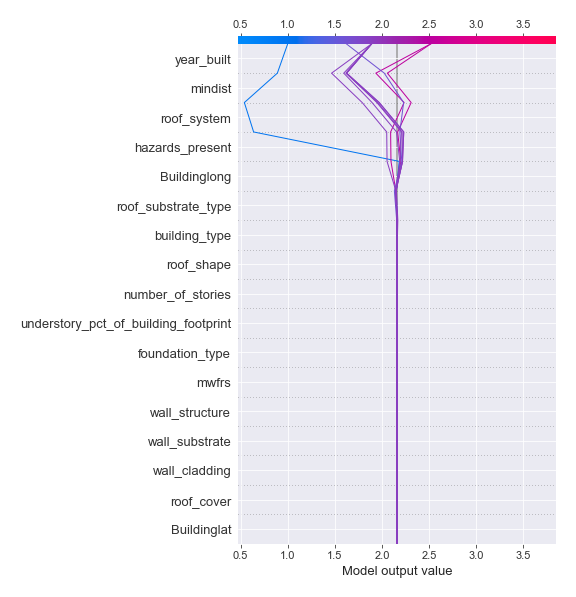 0.5 1.0 1.5 2.0 2.5 3.0 3.5
year_built
mindist
roof_system
hazards_present
Buildinglong
roof_substrate_type
building_type
roof_shape
number_of_stories
understory_pct_of_building_footprint
foundation_type
mwfrs
wall_structure
wall_substrate
wall_cladding
roof_cover
Buildinglat
0.5 1.0 1.5 2.0 2.5 3.0 3.5
Model output value